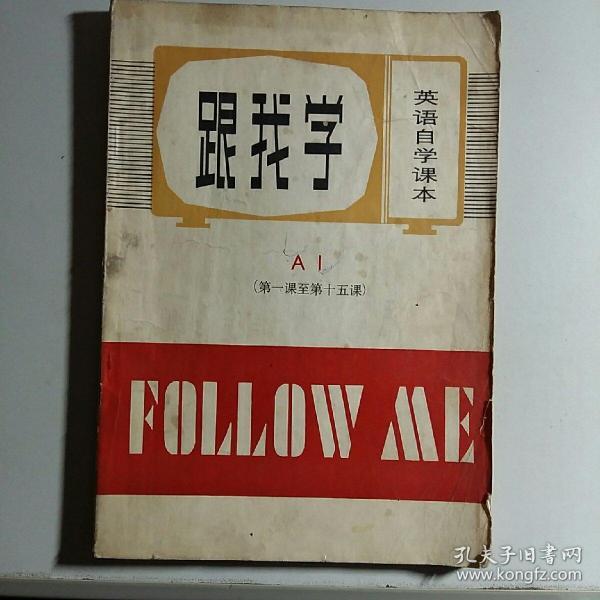 跟我学
英语自学课本
A I
(第一课至第十五课)
FOLLOW ME
孔夫子旧书网
www.kongfz.com